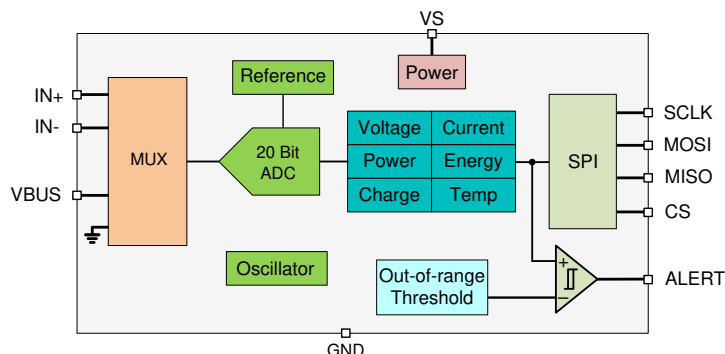 VS
IN+
IN-
VBUS
MUX
Reference
20 Bit
ADC
Power
Voltage
Current
Power
Energy
Charge
Temp
SPI
SCLK
MOSI
MISO
CS
Oscillator
Out-of-range
Threshold
+
−
ALERT
GND